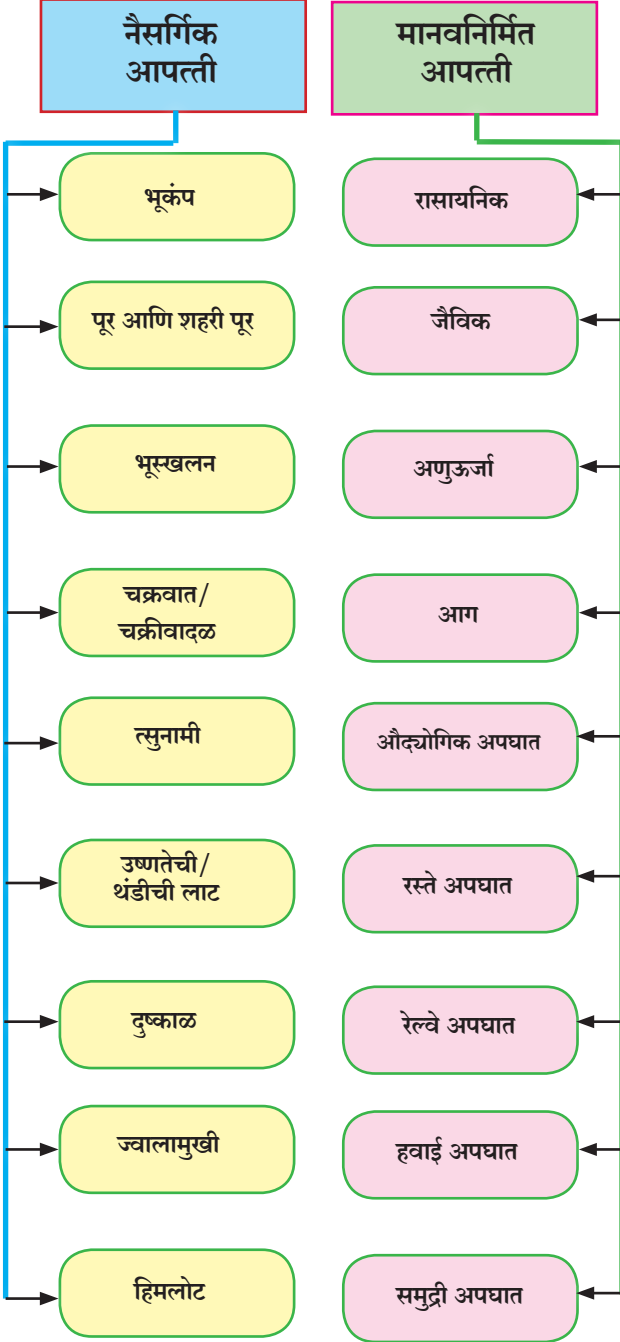 नैसर्गिक
आपत्ती
भूकंप
पूर आणि शहरी पूर
भूस्खलन
चक्रवात/
चक्रीवादळ
त्सुनामी
उष्णतेची/
थंडीची लाट
दुष्काळ
ज्वालामुखी
हिमलोट
मानवनिर्मित
आपत्ती
रासायनिक
जैविक
अणुऊर्जा
आग
औद्योगिक अपघात
रस्ते अपघात
रेल्वे अपघात
हवाई अपघात
समुद्री अपघात